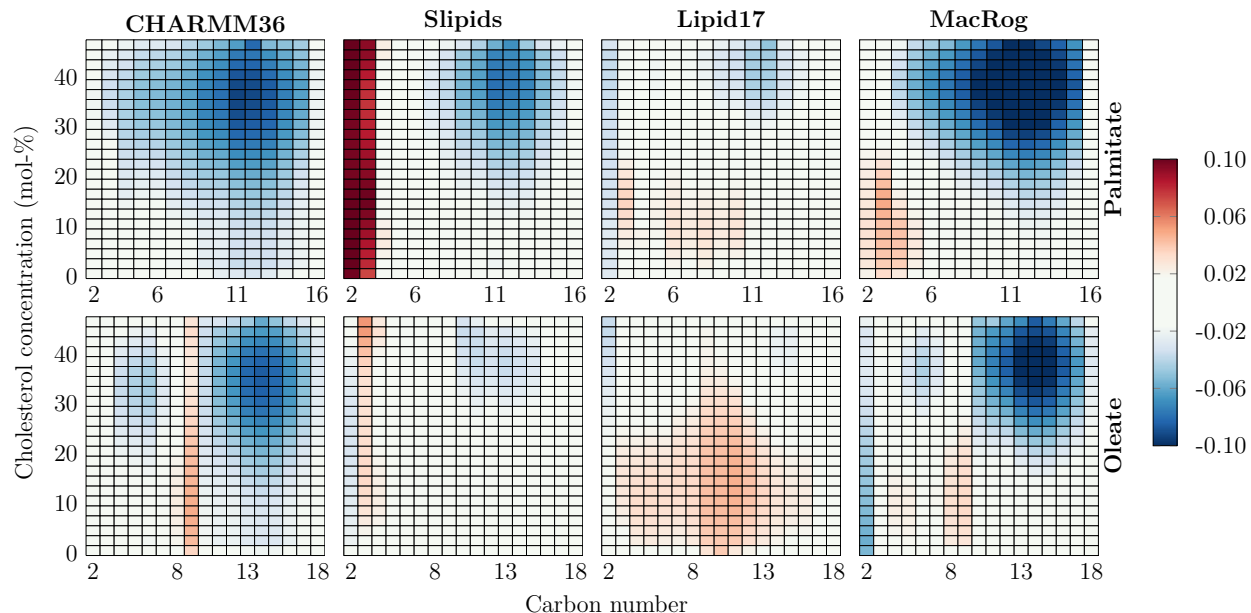 CHARMM36 Slipids Lipid17 MacRog
40
30
20
10
0
2 6 11 16 2 6 11 16 2 6 11 16 2 6 11 16
Palmitate
40
30
20
10
0
2 8 13 18 2 8 13 18 2 8 13 18 2 8 13 18
Oleate
Cholesterol concentration (mol-%)
Carbon number
0.10
0.06
0.02
-0.02
-0.06
-0.10